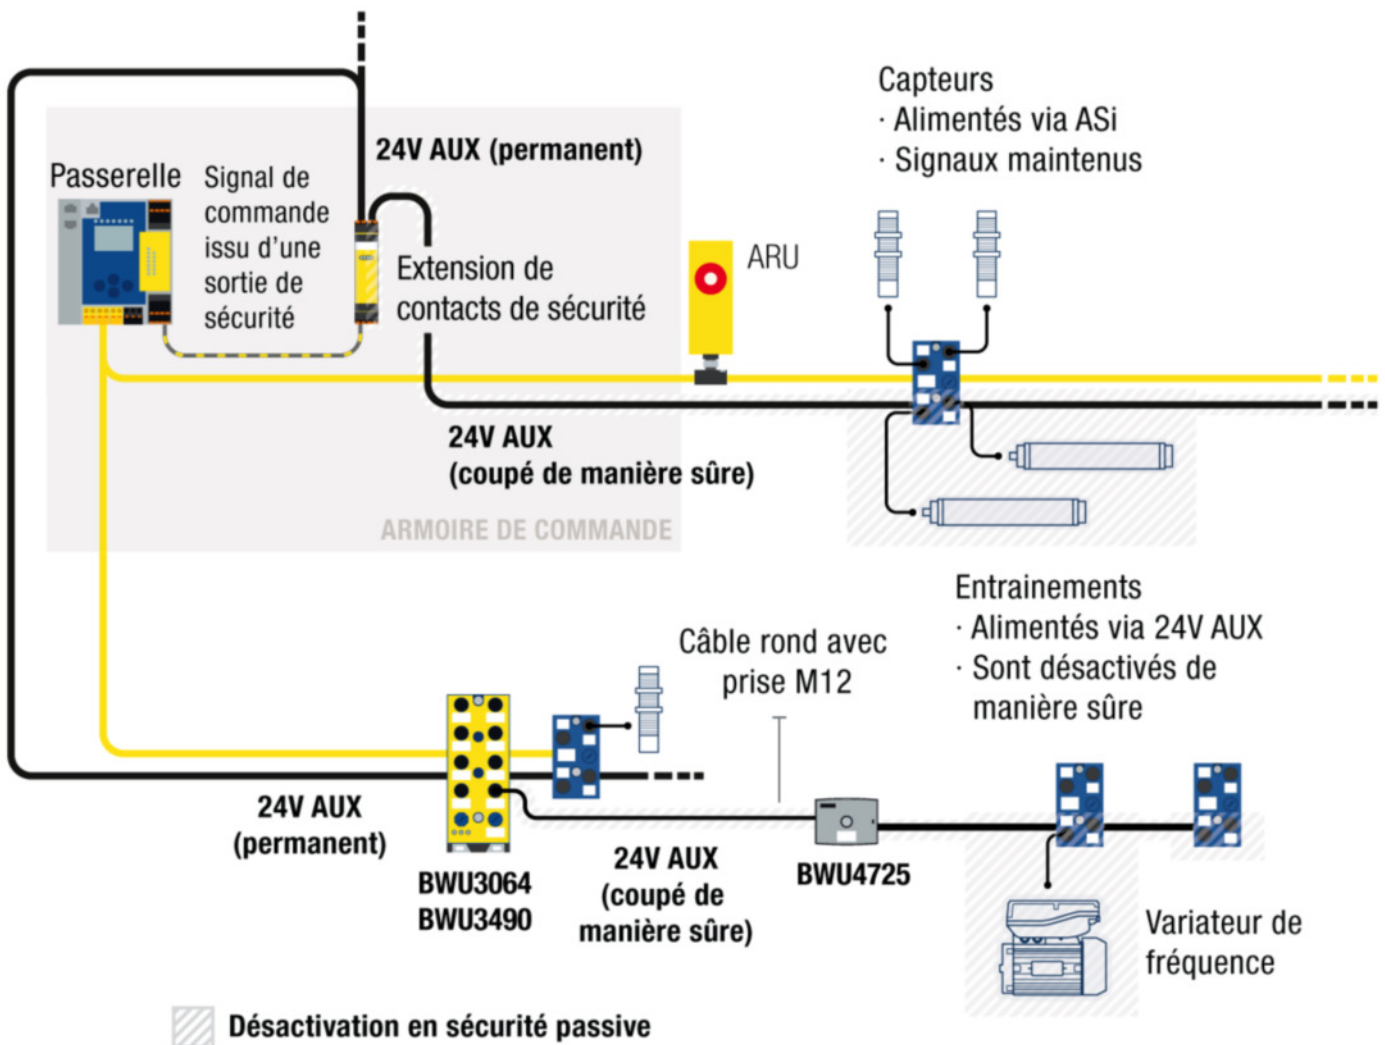 24V AUX (permanent)
Capteurs
· Alimentés via ASi
· Signaux maintenus
Passerelle
Signal de
commande
issu d'une
sortie de
sécurité
Extension de
contacts de sécurité
ARU
24V AUX
(coupé de manière sûre)
ARMOIRE DE COMMANDE
Entrainements
· Alimentés via 24V AUX
· Sont désactivés de
manière sûre
Câble rond avec
prise M12
24V AUX
(permanent)
BWU3064
BWU3490
24V AUX
(coupé de
manière sûre)
BWU4725
Variateur de
fréquence
Désactivation en sécurité passive